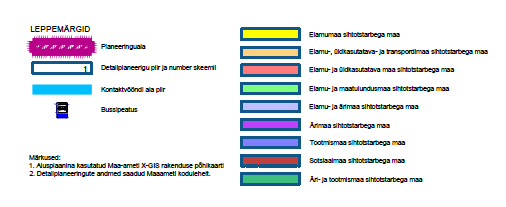 LEPPEMÄRGID
Planeeringuala
1
Detailplaneerigu piir ja number skeemil
Kontaktvööndi ala piir
Bussipeatus
Märkused:
1. Alusplaanina kasutatud Maa-ameti X-GIS rakenduse põhikaarti
2. Detailplaneeringute andmed saadud Maaameti koduleheit.
Elamumaa sihtotstarbega maa
Elamu-, üldkasutatava- ja transpordimaa sihtotstarbega maa
Elamu- ja üldkasutatava maa sihtotstarbega maa
Elamu- ja maatulundusmaa sihtotstarbega maa
Elamu- ja ärimaa sihtotstarbega maa
Ärimaa sihtotstarbega maa
Tootmismaa sihtotstarbega maa
Sotsiaalmaa sihtotstarbega maa
Äri- ja tootmismaa sihtotstarbega maa